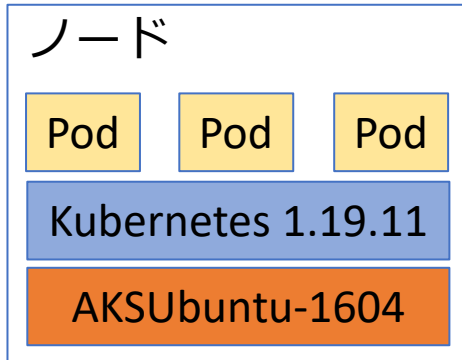 ノード
Pod Pod Pod
Kubernetes 1.19.11
AKSUbuntu-1604